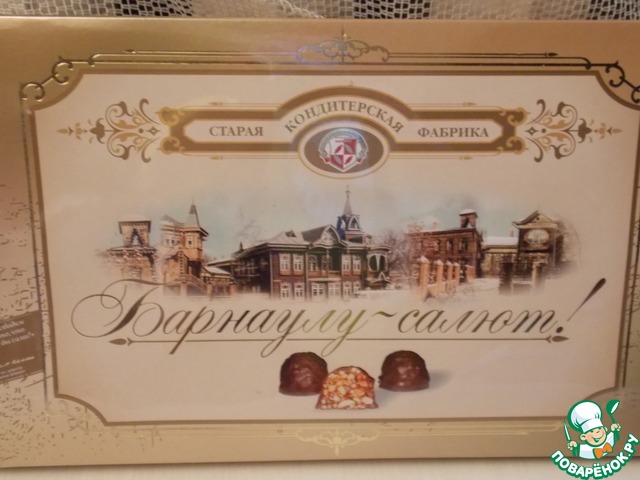 СТАРАЯ КОНДИТЕРСКАЯ ФАБРИКА
Барнаулу-салют!
ПОВАРЁНОК.РУ